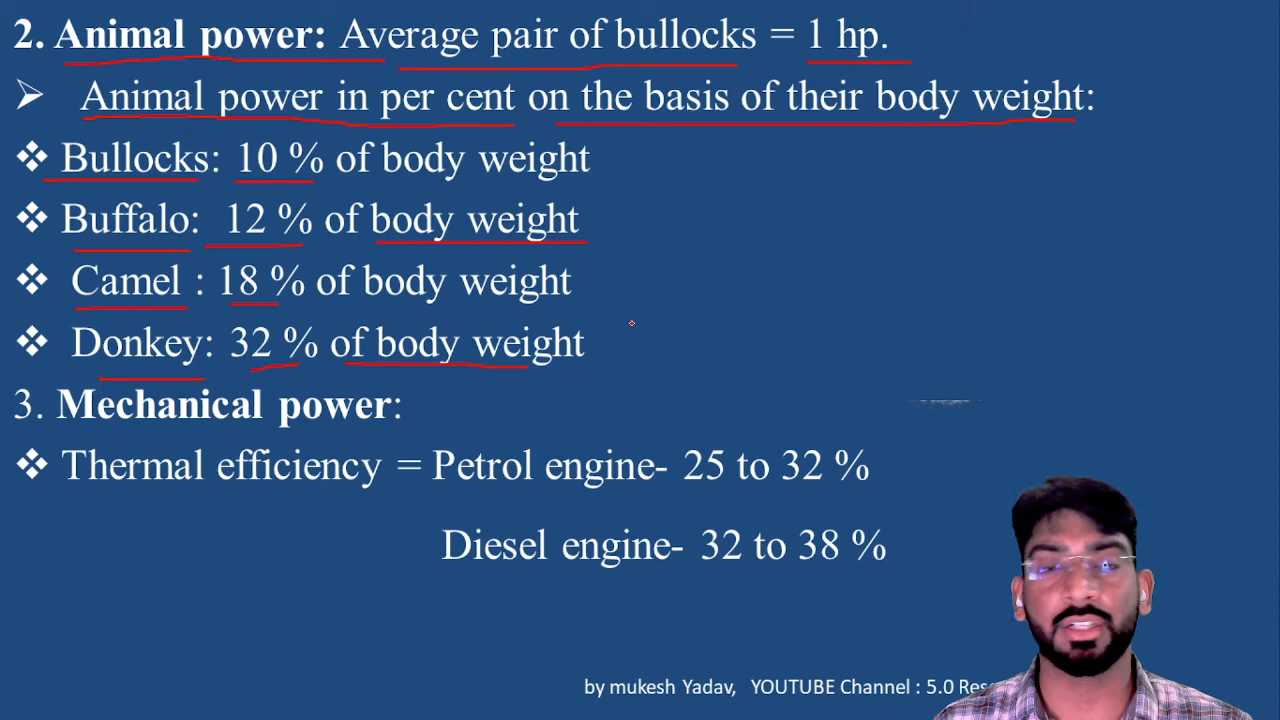 2. Animal power: Average pair of bullocks = 1 hp.
➢ Animal power in per cent on the basis of their body weight:
❖ Bullocks: 10 % of body weight
❖ Buffalo: 12 % of body weight
❖ Camel : 18 % of body weight
❖ Donkey: 32 % of body weight
3. Mechanical power:
❖ Thermal efficiency = Petrol engine- 25 to 32 %
Diesel engine- 32 to 38 %
by mukesh Yadav, YOUTUBE Channel : 5.0